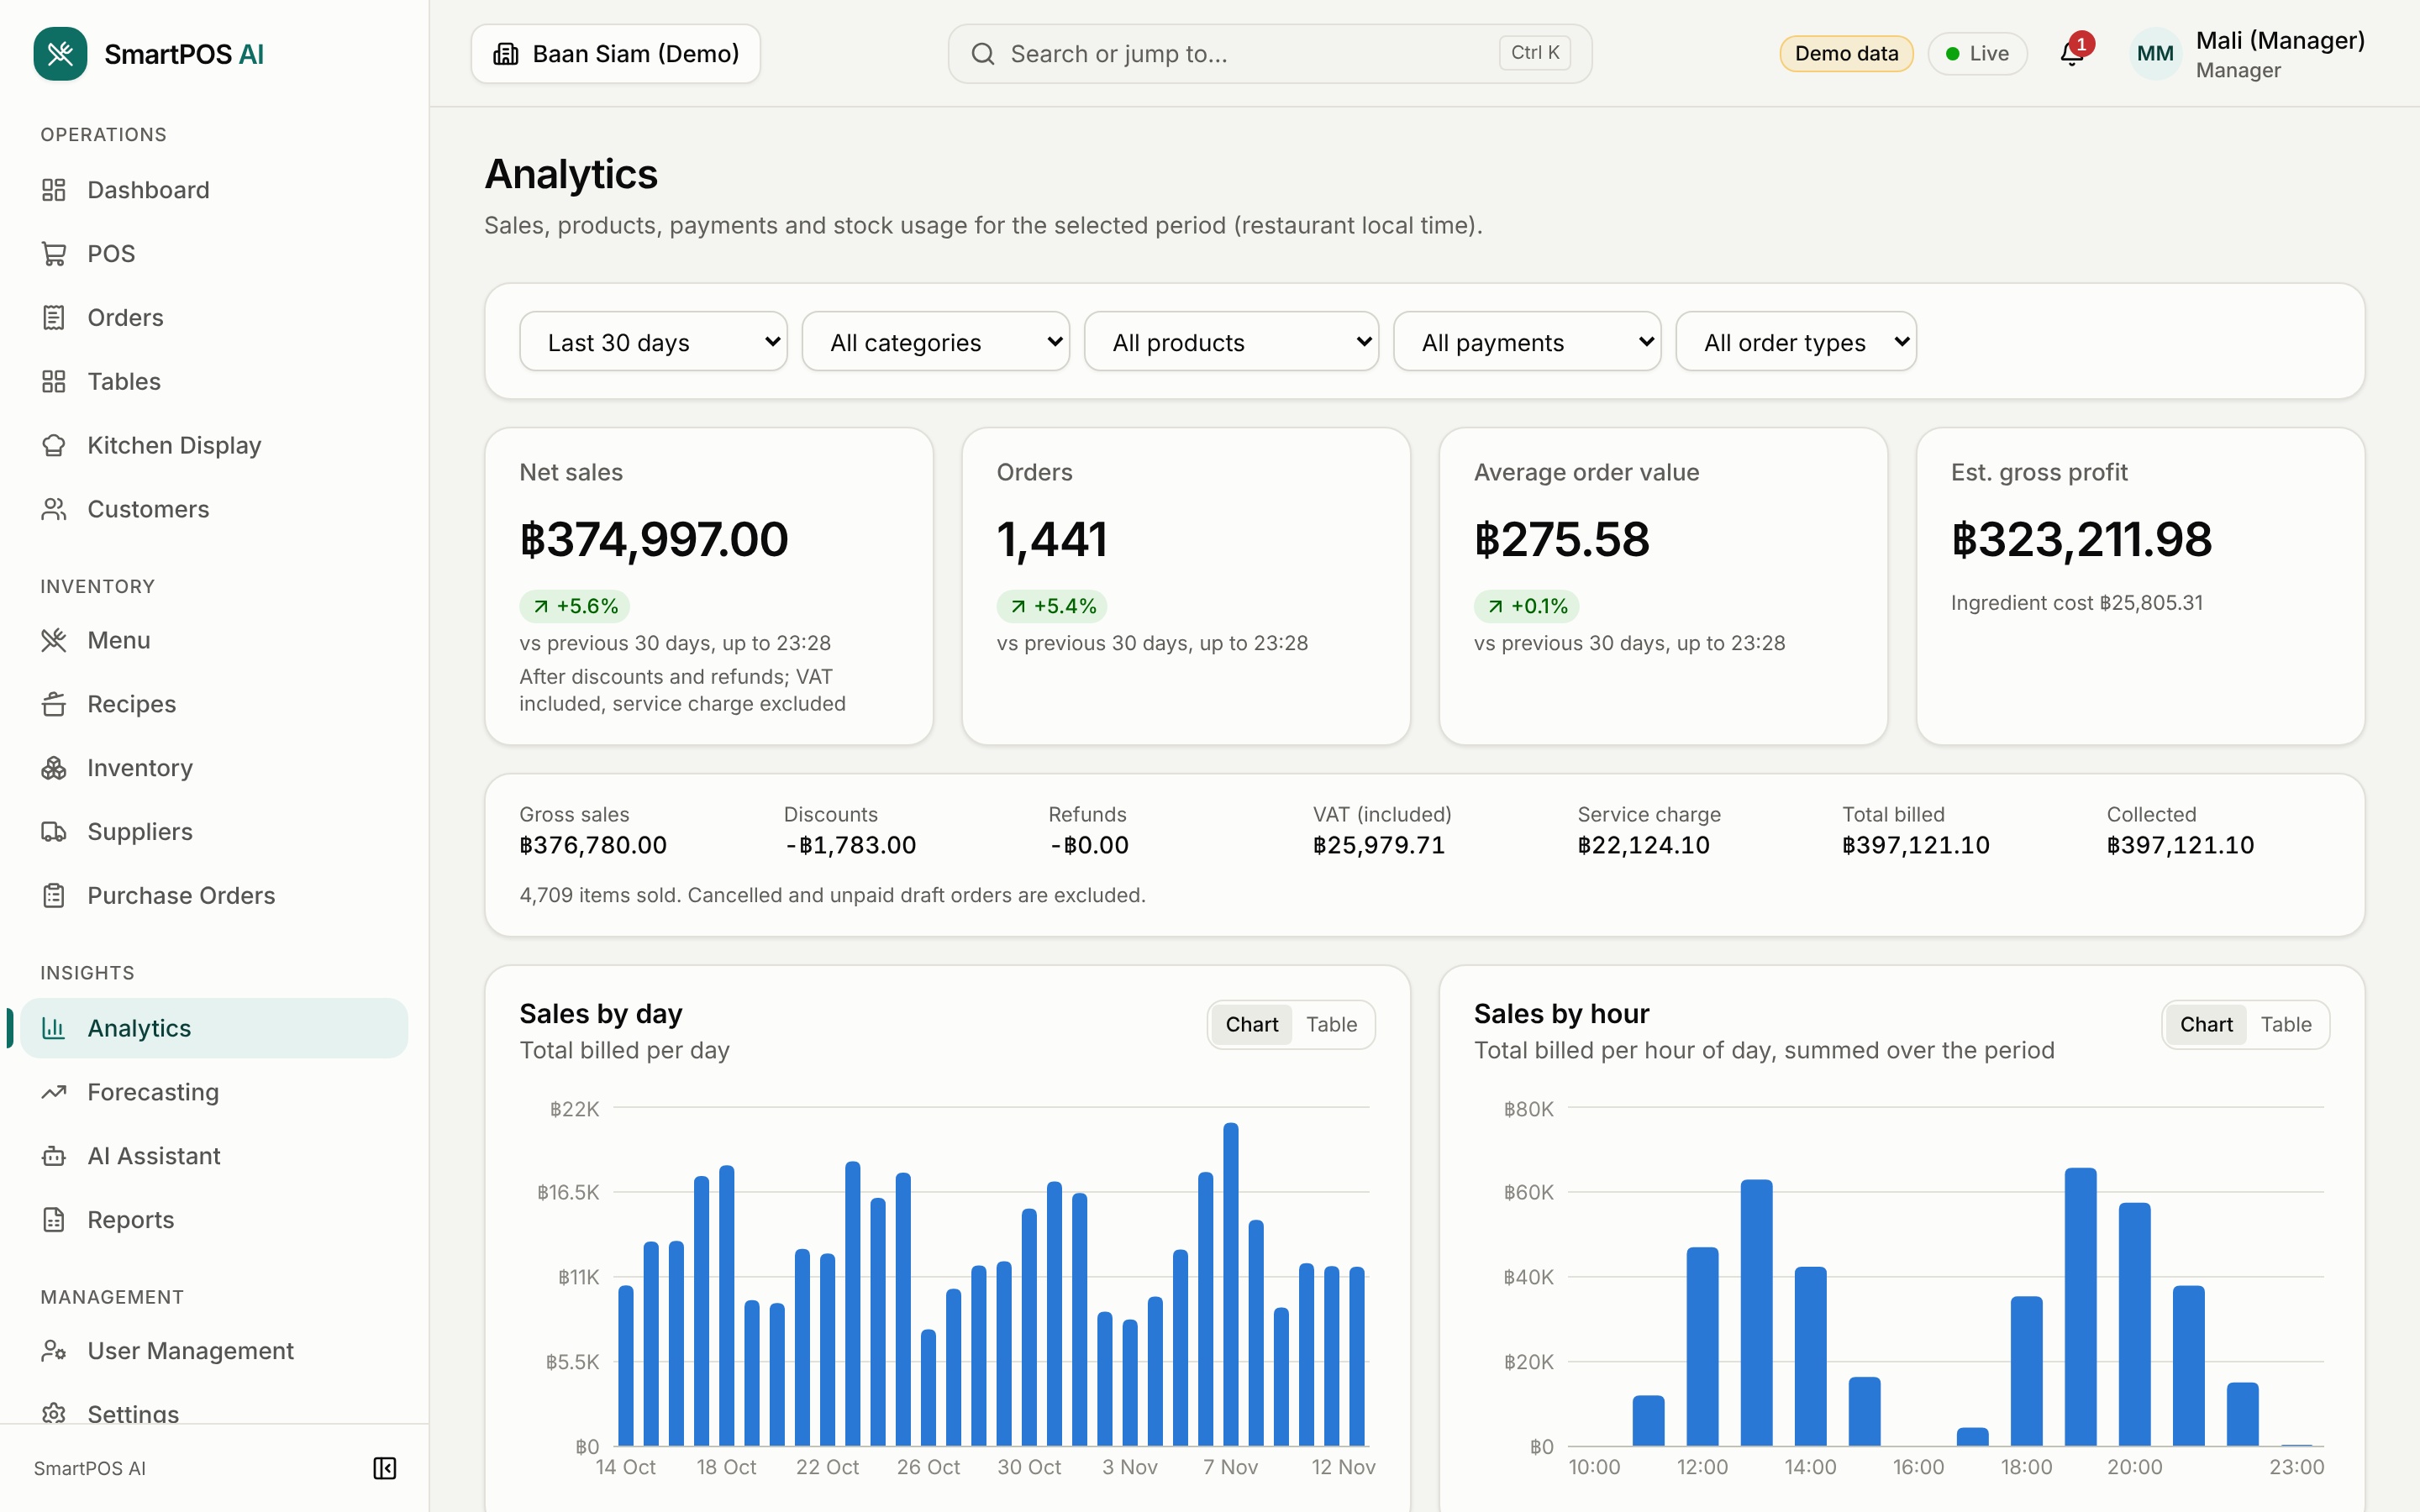 SmartPOS AI
OPERATIONS
Dashboard
POS
Orders
Tables
Kitchen Display
Customers
INVENTORY
Menu
Recipes
Inventory
Suppliers
Purchase Orders
INSIGHTS
Analytics
Forecasting
AI Assistant
Reports
MANAGEMENT
User Management
Settings
SmartPOS AI
Baan Siam (Demo)
Search or jump to...
Ctrl K
Demo data
Live
1
MM
Mali (Manager)
Manager
Analytics
Sales, products, payments and stock usage for the selected period (restaurant local time).
Last 30 days
All categories
All products
All payments
All order types
Net sales
฿374,997.00
+5.6%
vs previous 30 days, up to 23:28
After discounts and refunds; VAT
included, service charge excluded
Orders
1,441
+5.4%
vs previous 30 days, up to 23:28
Average order value
฿275.58
+0.1%
vs previous 30 days, up to 23:28
Est. gross profit
฿323,211.98
Ingredient cost ฿25,805.31
Gross sales
฿376,780.00
Discounts
-฿1,783.00
Refunds
-฿0.00
VAT (included)
฿25,979.71
Service charge
฿22,124.10
Total billed
฿397,121.10
Collected
฿397,121.10
4,709 items sold. Cancelled and unpaid draft orders are excluded.
Sales by day
Total billed per day
Chart
Table
฿22K
฿16.5K
฿11K
฿5.5K
฿0
14 Oct
18 Oct
22 Oct
26 Oct
30 Oct
3 Nov
7 Nov
12 Nov
Sales by hour
Total billed per hour of day, summed over the period
Chart
Table
฿80K
฿60K
฿40K
฿20K
฿0
10:00
12:00
14:00
16:00
18:00
20:00
23:00